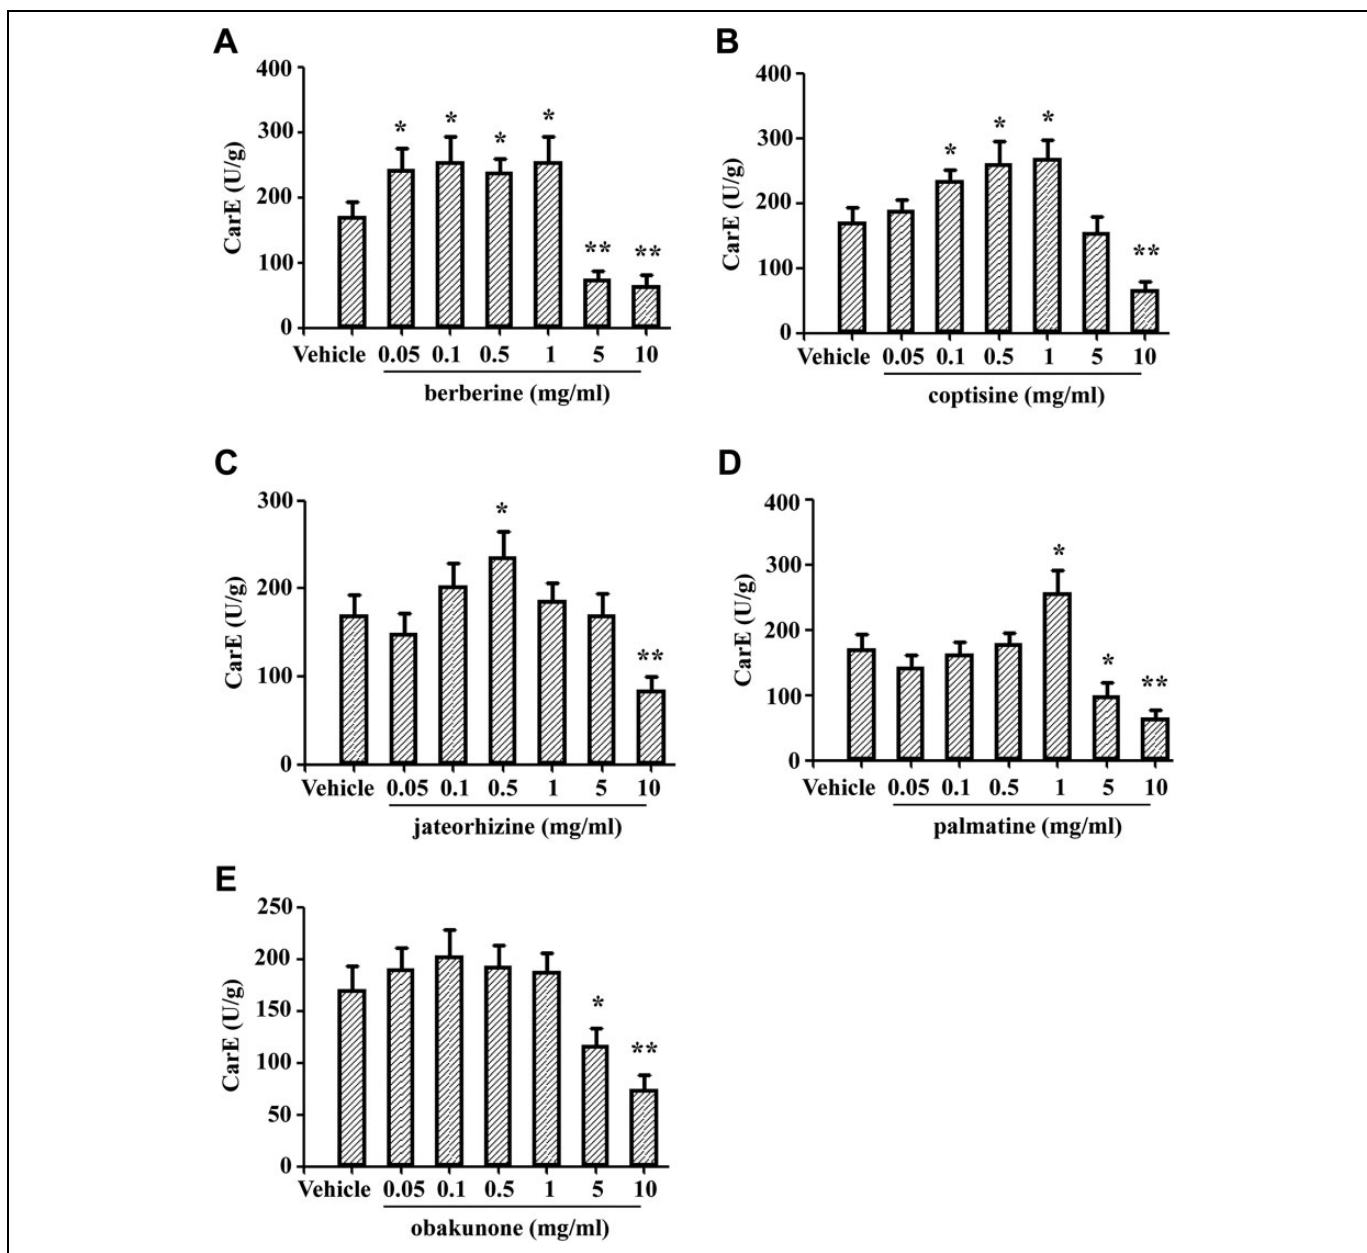 A
400
300
200
100
0
CarE (U/g)
* * * * ** **
Vehicle 0.05 0.1 0.5 1 5 10
berberine (mg/ml)
B
400
300
200
100
0
CarE (U/g)
* * * **
Vehicle 0.05 0.1 0.5 1 5 10
coptisine (mg/ml)
C
300
200
100
0
CarE (U/g)
* **
Vehicle 0.05 0.1 0.5 1 5 10
jateorhizine (mg/ml)
D
400
300
200
100
0
CarE (U/g)
* * **
Vehicle 0.05 0.1 0.5 1 5 10
palmatine (mg/ml)
E
250
200
150
100
50
0
CarE (U/g)
* **
Vehicle 0.05 0.1 0.5 1 5 10
obakunone (mg/ml)